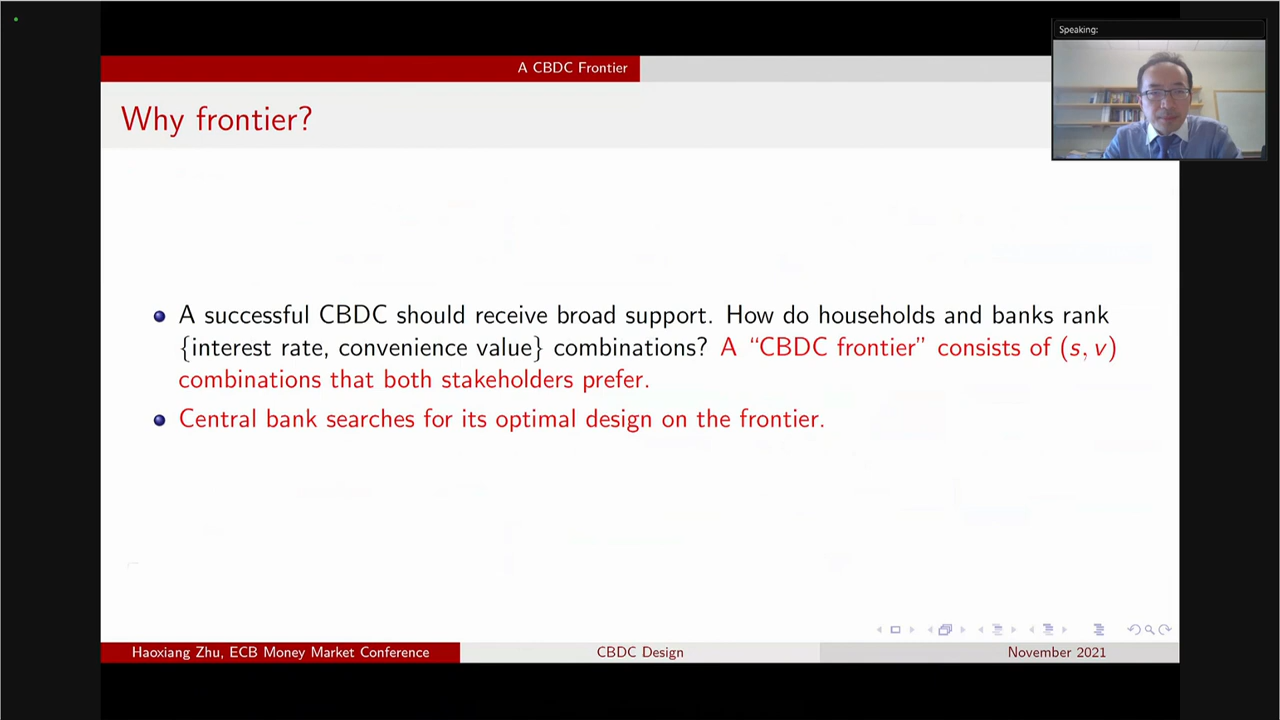 Speaking:
A CBDC Frontier
Why frontier?
A successful CBDC should receive broad support. How do households and banks rank
{interest rate, convenience value} combinations? A “CBDC frontier” consists of (s, v)
combinations that both stakeholders prefer.
Central bank searches for its optimal design on the frontier.
Haoxiang Zhu, ECB Money Market Conference
CBDC Design
November 2021